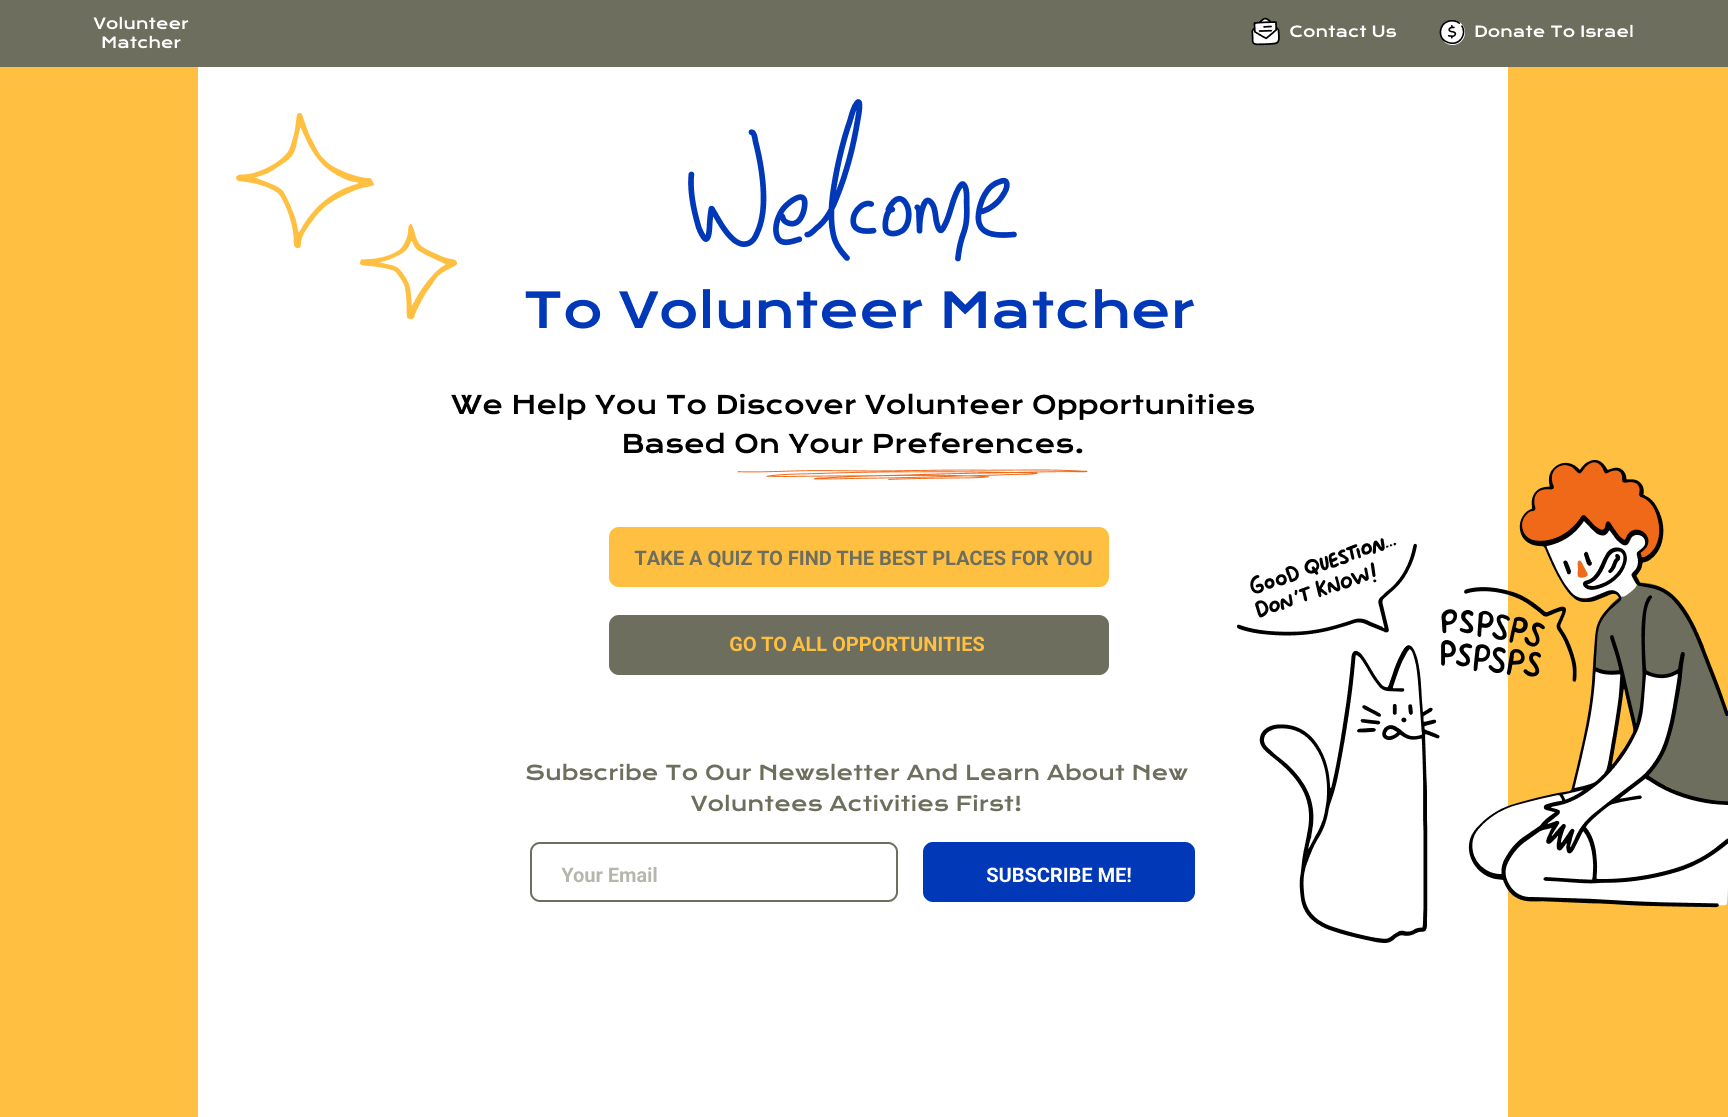 Volunteer
Matcher
Contact Us
Donate To Israel
Welcome
To Volunteer Matcher
We Help You To Discover Volunteer Opportunities
Based On Your Preferences.
TAKE A QUIZ TO FIND THE BEST PLACES FOR YOU
GO TO ALL OPPORTUNITIES
GOOD QUESTION...
DON'T KNOW!
PSPSPS
PSPSPS
Subscribe To Our Newsletter And Learn About New
Voluntees Activities First!
Your Email
SUBSCRIBE ME!